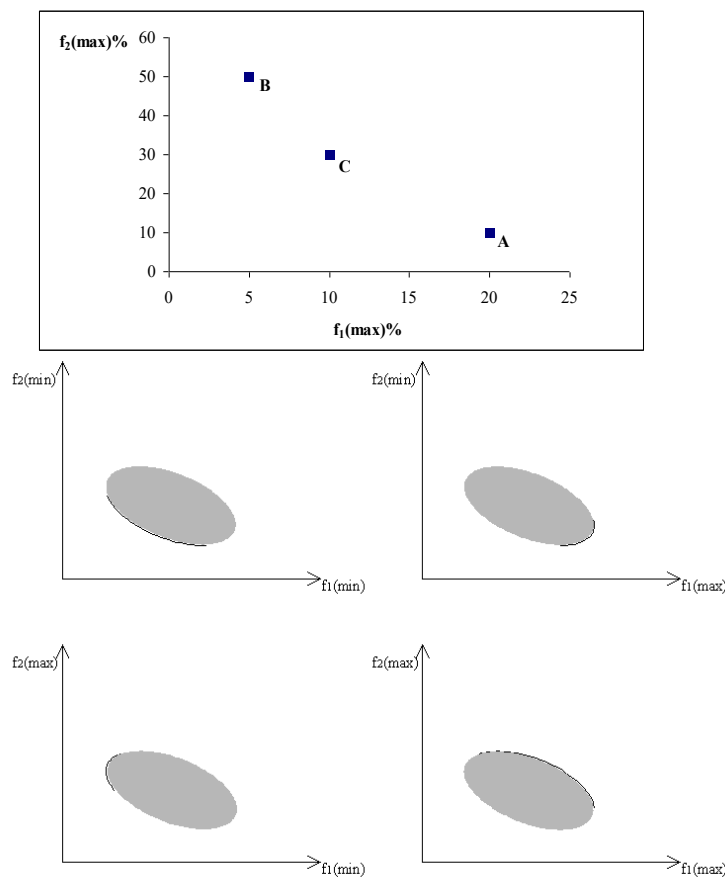 f₂(max)%
60
50
40
30
20
10
0
B
C
A
0 5 10 15 20 25
f₁(max)%
f2(min) f2(min)
f1(min) f1(max)
f2(max) f2(max)
f1(min) f1(max)